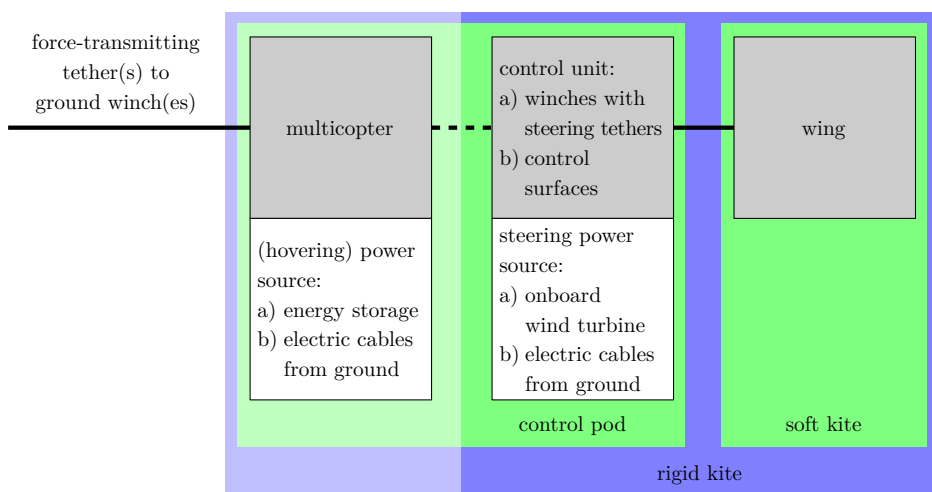 force-transmitting
tether(s) to
ground winch(es)
multicopter
(hovering) power
source:
a) energy storage
b) electric cables
from ground
control unit:
a) winches with
steering tethers
b) control
surfaces
steering power
source:
a) onboard
wind turbine
b) electric cables
from ground
wing
control pod
soft kite
rigid kite